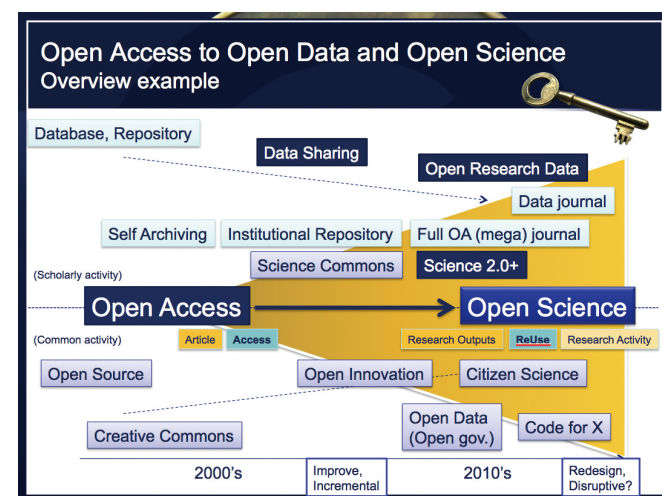 Open Access to Open Data and Open Science
Overview example
Database, Repository
Data Sharing
Open Research Data
Data journal
Self Archiving
Institutional Repository
Full OA (mega) journal
Science Commons
Science 2.0+
(Scholarly activity)
Open Access
Open Science
(Common activity)
Article
Access
Research Outputs
ReUse
Research Activity
Open Source
Open Innovation
Citizen Science
Creative Commons
Open Data
(Open gov.)
Code for X
2000's
Improve,
Incremental
2010's
Redesign,
Disruptive?